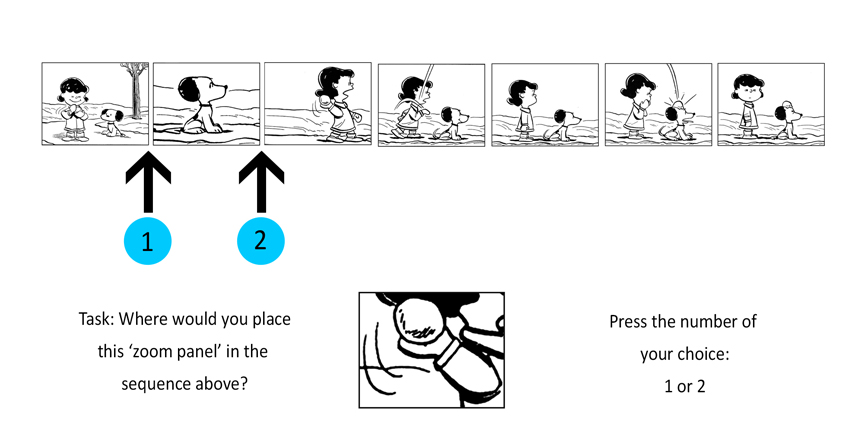 1
2
Task: Where would you place
this ‘zoom panel’ in the
sequence above?
Press the number of
your choice:
1 or 2